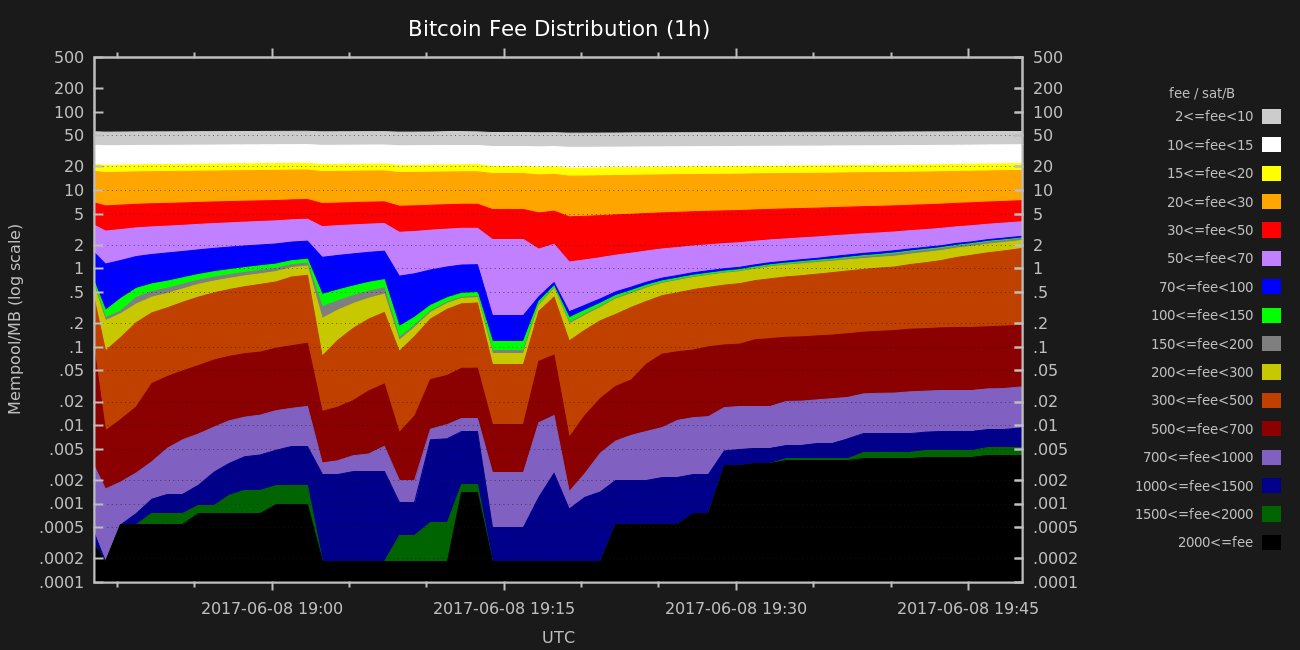 Bitcoin Fee Distribution (1h)
Mempool/MB (log scale)
500
200
100
50
20
10
5
2
1
.5
.2
.1
.05
.02
.01
.005
.002
.001
.0005
.0002
.0001
500
200
100
50
20
10
5
2
1
.5
.2
.1
.05
.02
.01
.005
.002
.001
.0005
.0002
.0001
fee / sat/B
2<=fee<10
10<=fee<15
15<=fee<20
20<=fee<30
30<=fee<50
50<=fee<70
70<=fee<100
100<=fee<150
150<=fee<200
200<=fee<300
300<=fee<500
500<=fee<700
700<=fee<1000
1000<=fee<1500
1500<=fee<2000
2000<=fee
2017-06-08 19:00 2017-06-08 19:15 2017-06-08 19:30 2017-06-08 19:45
UTC